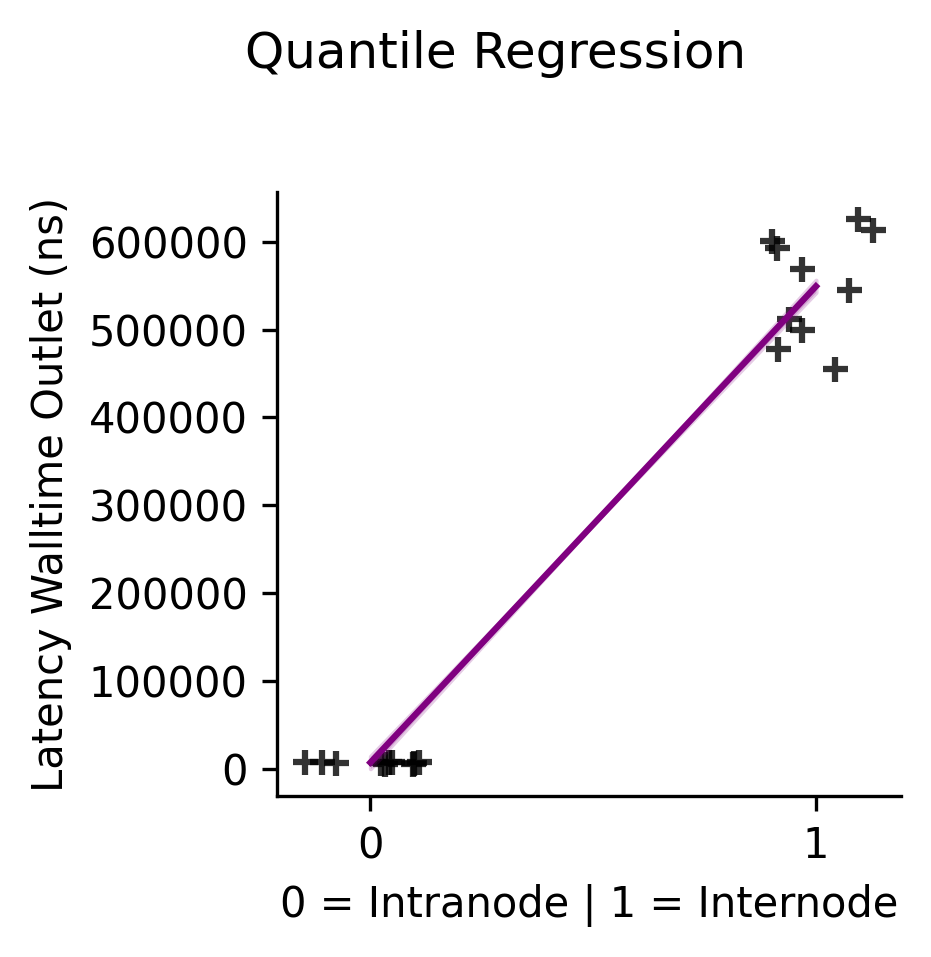 Quantile Regression
Latency Walltime Outlet (ns)
600000
500000
400000
300000
200000
100000
0
0 1
0 = Intranode | 1 = Internode